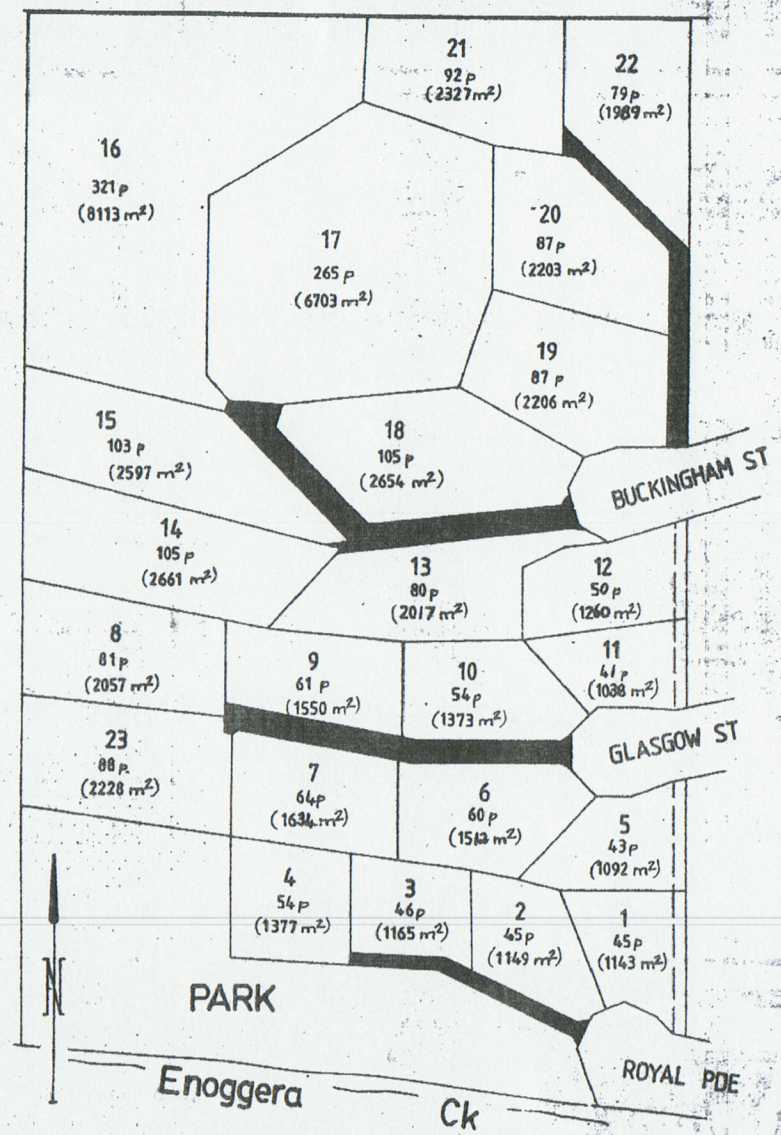 21
92 p
(2327m²)
22
79 p
(1989 m²)
16
321 p
(8113 m²)
20
87 p
(2203 m²)
17
265 p
(6703 m²)
19
87 p
(2206 m²)
15
103 p
(2597 m²)
18
105 p
(2654 m²)
BUCKINGHAM ST
14
105 p
(2661 m²)
13
80 p
(2017 m²)
12
50 p
(1260 m²)
8
81 p
(2057 m²)
9
61 p
(1550 m²)
10
54 p
(1373 m²)
11
41 p
(1038 m²)
GLASGOW ST
23
88 p.
(2228 m²)
7
64 p
(1634 m²)
6
60 p
5
43 p
(1092 m²)
4
54 p
(1377 m²)
3
46 p
(1165 m²)
2
45 p
(1149 m²)
1
45 p
(1143 m²)
N
PARK
ROYAL PDE
Enoggera
Ck